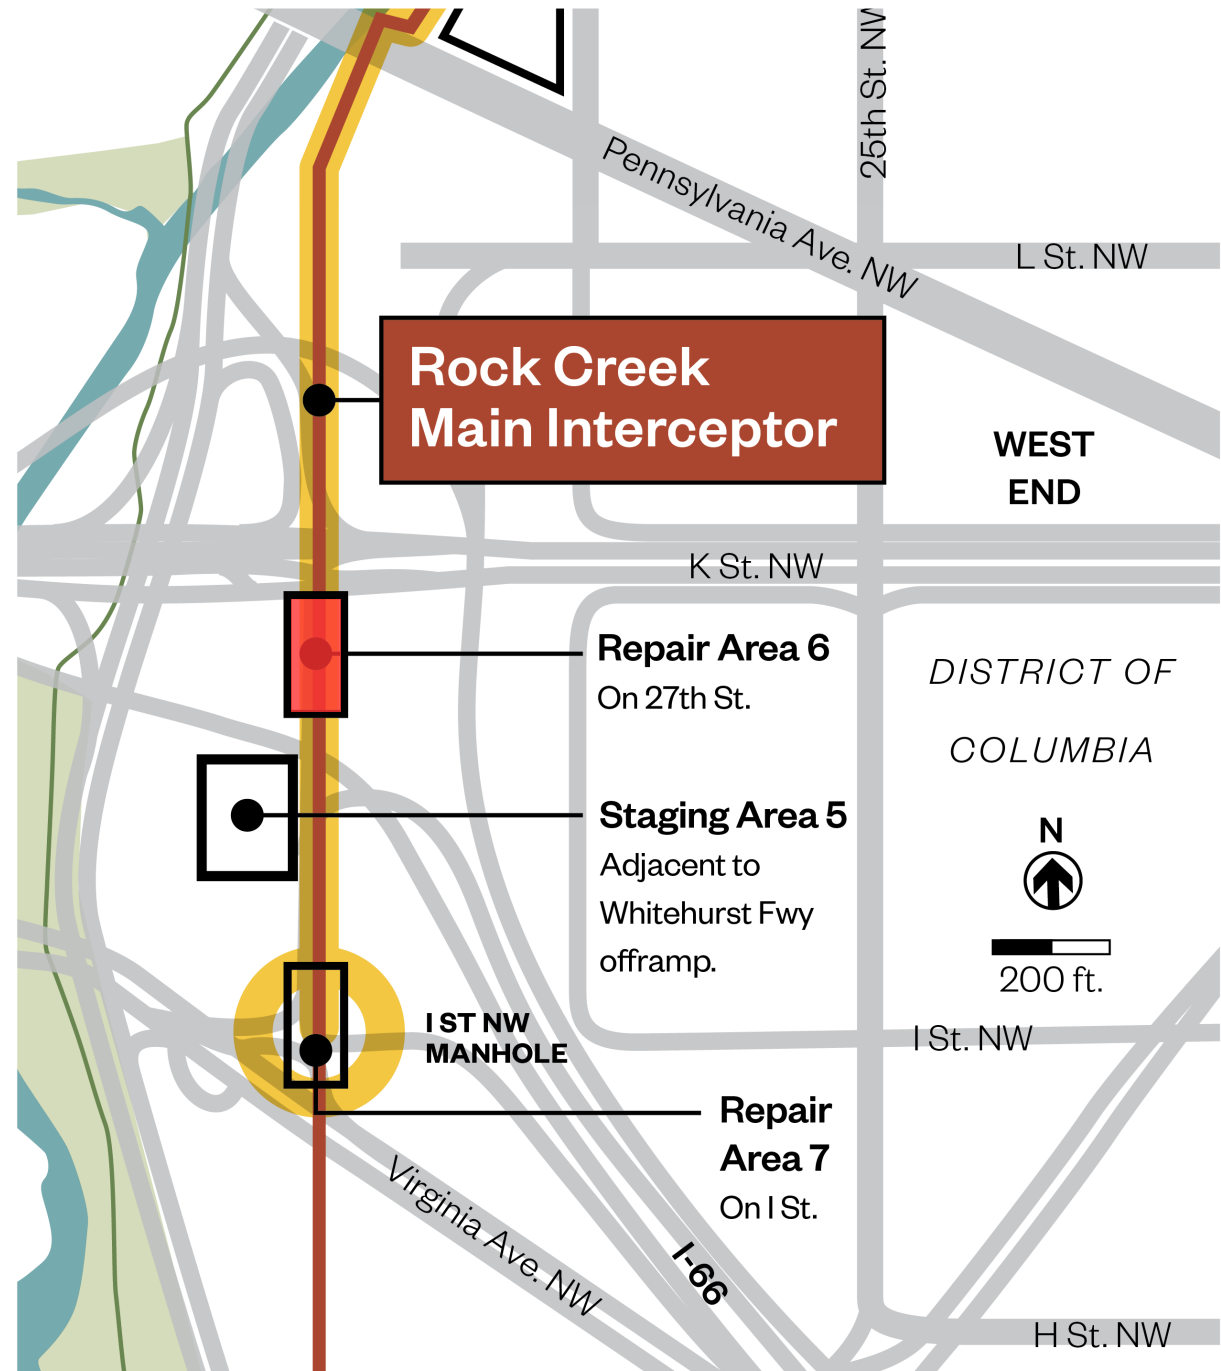 25th St. NW
Pennsylvania Ave. NW
L St. NW
Rock Creek
Main Interceptor
WEST
END
K St. NW
Repair Area 6
On 27th St.
DISTRICT OF
COLUMBIA
Staging Area 5
Adjacent to
Whitehurst Fwy
offramp.
N
200 ft.
I ST NW
MANHOLE
I St. NW
Repair
Area 7
On I St.
Virginia Ave. NW
I-66
H St. NW